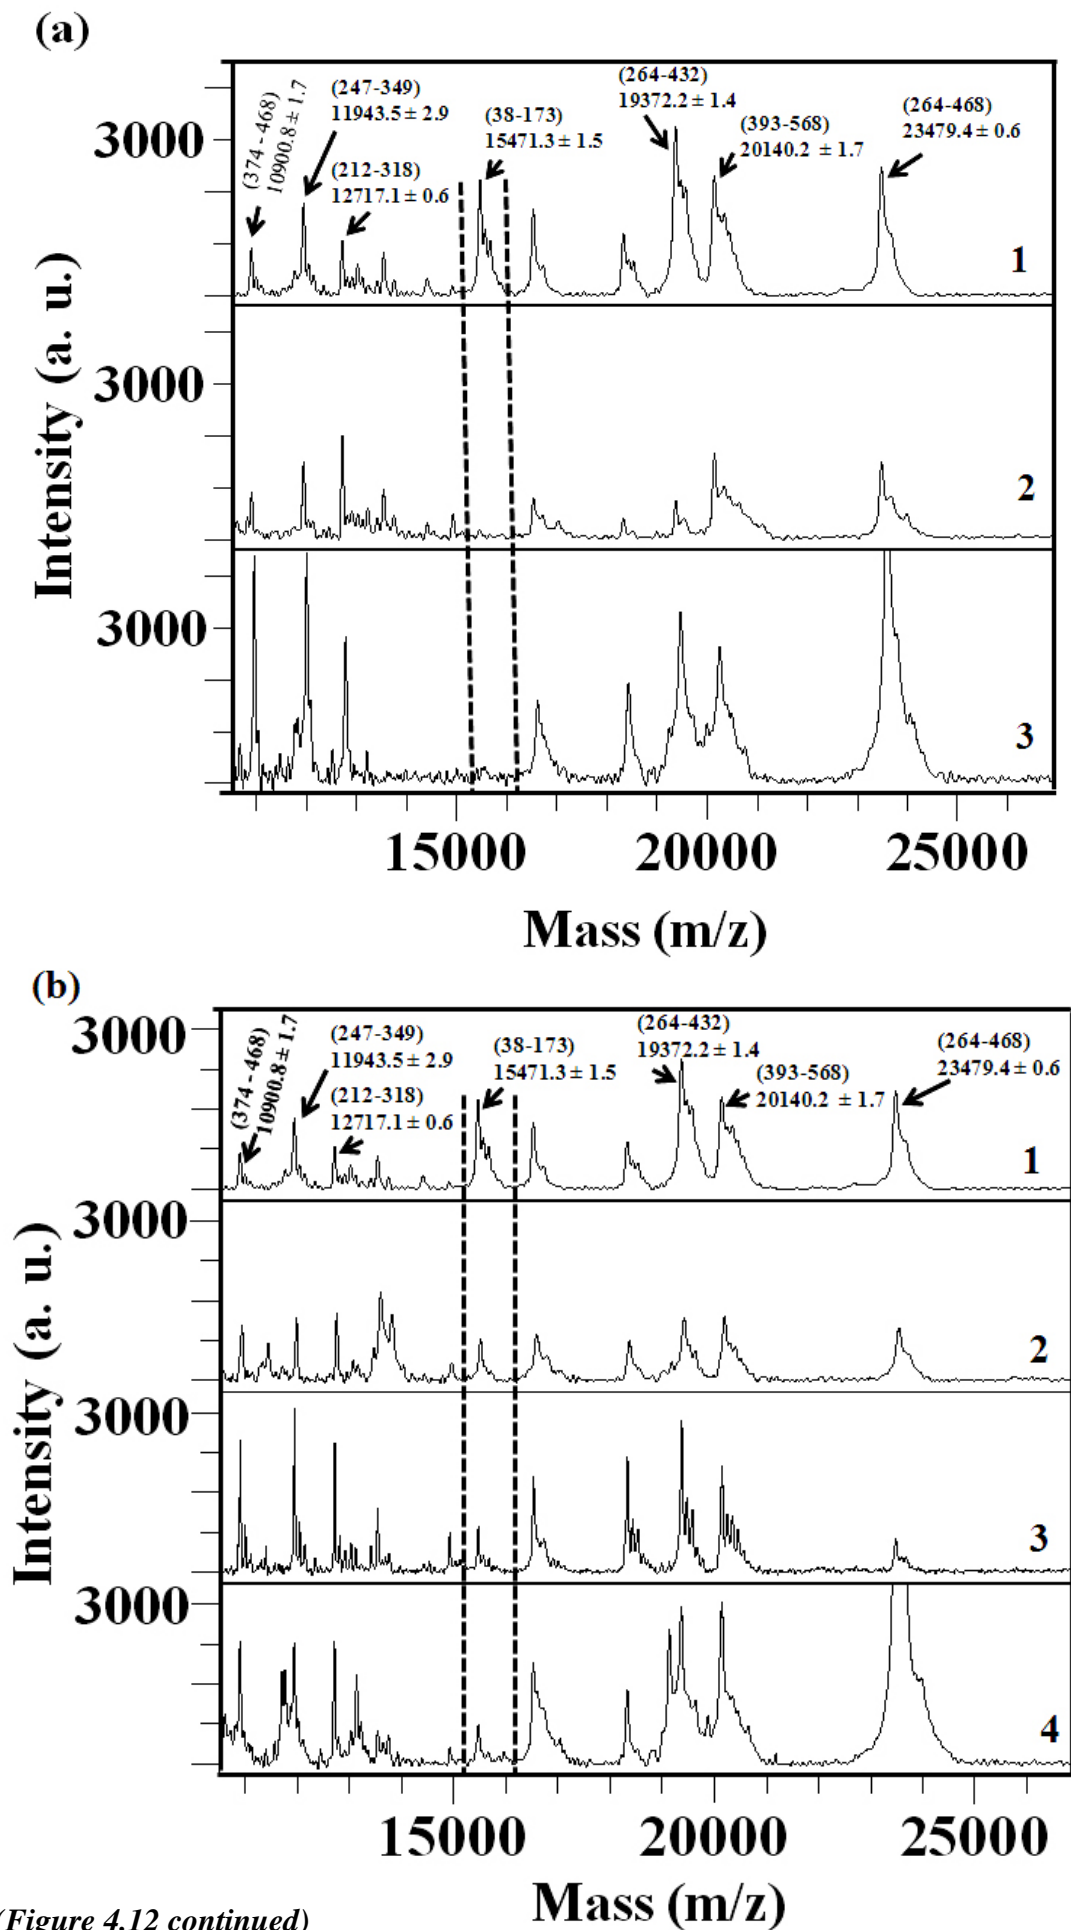 (a)
(374 - 468)
10900.8 ± 1.7
(247-349)
11943.5 ± 2.9
(212-318)
12717.1 ± 0.6
(38-173)
15471.3 ± 1.5
(264-432)
19372.2 ± 1.4
(393-568)
20140.2 ± 1.7
(264-468)
23479.4 ± 0.6
3000
1
3000
2
3000
3
Intensity (a. u.)
15000 20000 25000
Mass (m/z)
(b)
(374 - 468)
10900.8 ± 1.7
(247-349)
11943.5 ± 2.9
(212-318)
12717.1 ± 0.6
(38-173)
15471.3 ± 1.5
(264-432)
19372.2 ± 1.4
(393-568)
20140.2 ± 1.7
(264-468)
23479.4 ± 0.6
3000
1
3000
2
3000
3
3000
4
Intensity (a. u.)
15000 20000 25000
Mass (m/z)
(Figure 4.12 continued)